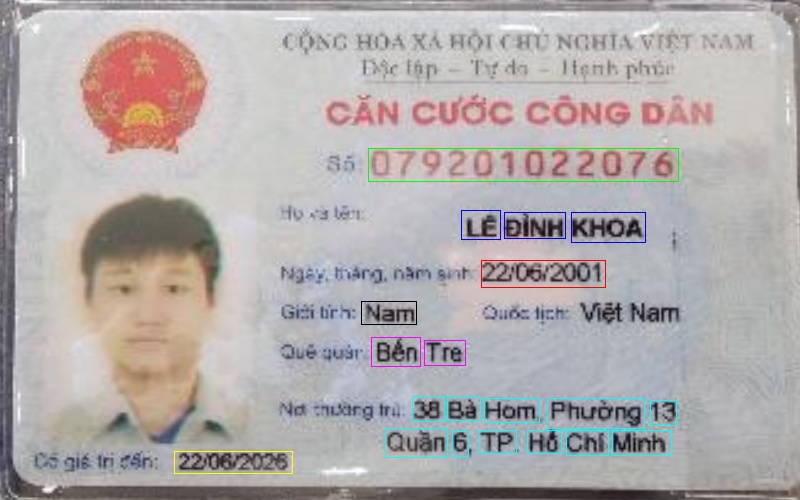 CỘNG HÒA XÃ HỘI CHỦ NGHĨA VIỆT NAM
Độc lập - Tự do - Hạnh phúc
CĂN CƯỚC CÔNG DÂN
Số: 079201022076
Họ và tên:
LÊ ĐÌNH KHOA
Ngày, tháng, năm sinh: 22/06/2001
Giới tính: Nam Quốc tịch: Việt Nam
Quê quán: Bến Tre
Nơi thường trú: 38 Bà Hom, Phường 13
Quận 6, TP. Hồ Chí Minh
Có giá trị đến: 22/06/2026